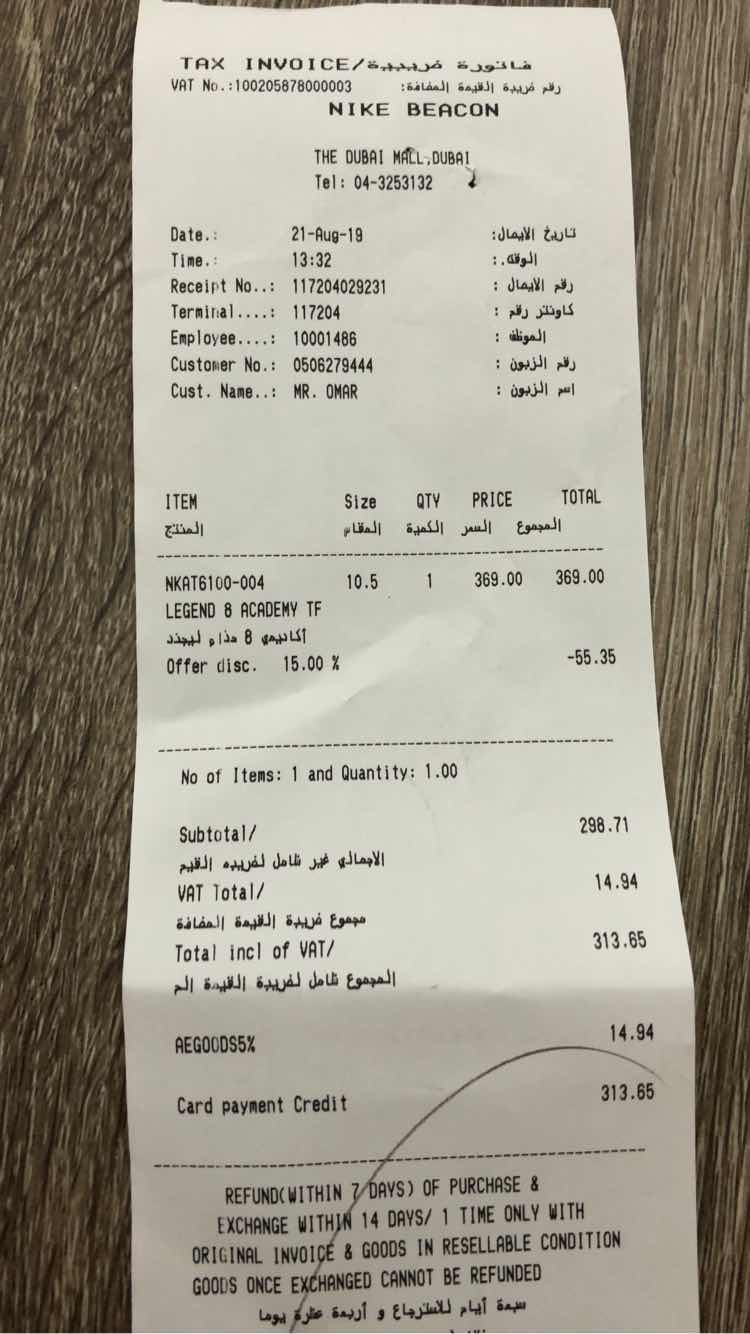 TAX INVOICE/فاتورة ضريبية
VAT No.:100205878000003 رقم ضريبة القيمة المضافة:
NIKE BEACON
THE DUBAI MALL,DUBAI
Tel: 04-3253132
Date.: 21-Aug-19 تاريخ الايمال:
Time.: 13:32 الوقت.:
Receipt No..: 117204029231 رقم الايمال :
Terminal....: 117204 كاونتر رقم :
Employee....: 10001486 الموظف :
Customer No.: 0506279444 رقم الزبون :
Cust. Name..: MR. OMAR اسم الزبون :
ITEM Size QTY PRICE TOTAL
المنتج المقاس الكمية السعر المجموع
NKAT6100-004 10.5 1 369.00 369.00
LEGEND 8 ACADEMY TF
أكاديمي 8 حذاء ليجند
Offer disc. 15.00 % -55.35
No of Items: 1 and Quantity: 1.00
Subtotal/ 298.71
الاجمالي غير شامل لضريبه القيم
VAT Total/ 14.94
مجموع ضريبة القيمة المضافة
Total incl of VAT/ 313.65
المجموع شامل لضريبة القيمة الم
AEGOODS5% 14.94
Card payment Credit 313.65
REFUND(WITHIN 7 DAYS) OF PURCHASE &
EXCHANGE WITHIN 14 DAYS/ 1 TIME ONLY WITH
ORIGINAL INVOICE & GOODS IN RESELLABLE CONDITION
GOODS ONCE EXCHANGED CANNOT BE REFUNDED
سبعة أيام للاسترجاع و أربعة عشرة يوما